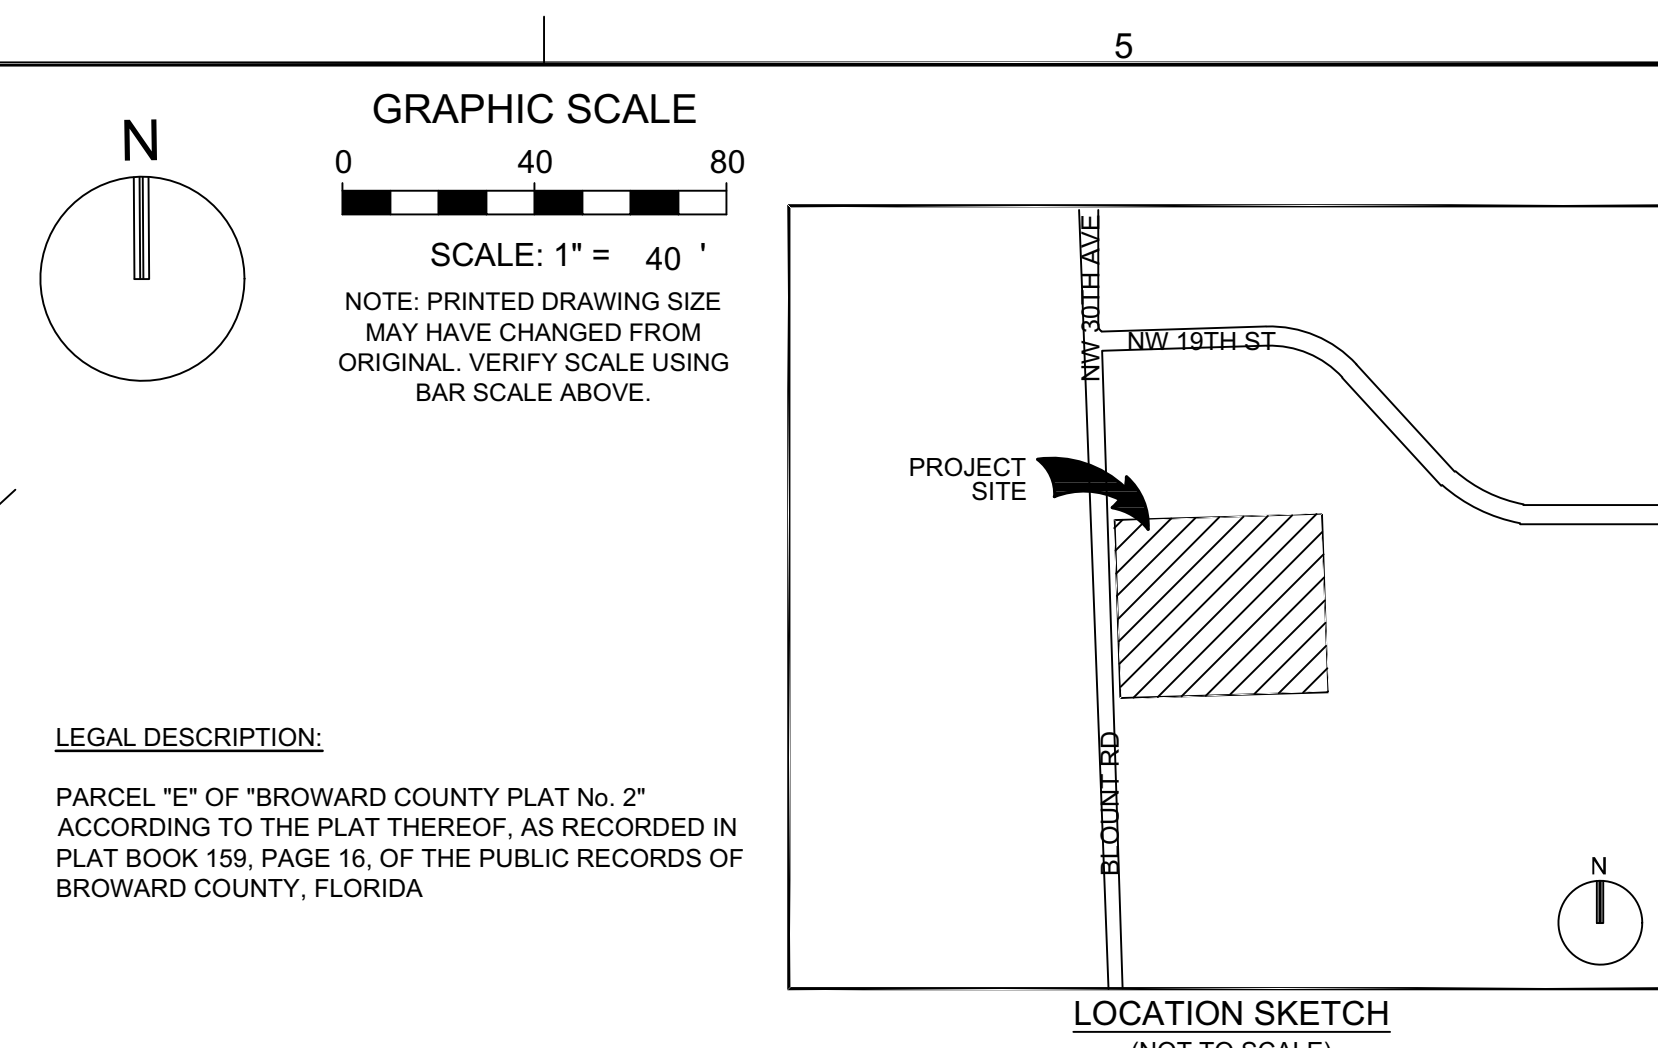 5
N
GRAPHIC SCALE
0 40 80
SCALE: 1" = 40 '
NOTE: PRINTED DRAWING SIZE
MAY HAVE CHANGED FROM
ORIGINAL. VERIFY SCALE USING
BAR SCALE ABOVE.
LEGAL DESCRIPTION:
PARCEL "E" OF "BROWARD COUNTY PLAT No. 2"
ACCORDING TO THE PLAT THEREOF, AS RECORDED IN
PLAT BOOK 159, PAGE 16, OF THE PUBLIC RECORDS OF
BROWARD COUNTY, FLORIDA
NW 30TH AVE
NW 19TH ST
PROJECT
SITE
BLOUNT RD
N
LOCATION SKETCH
(NOT TO SCALE)